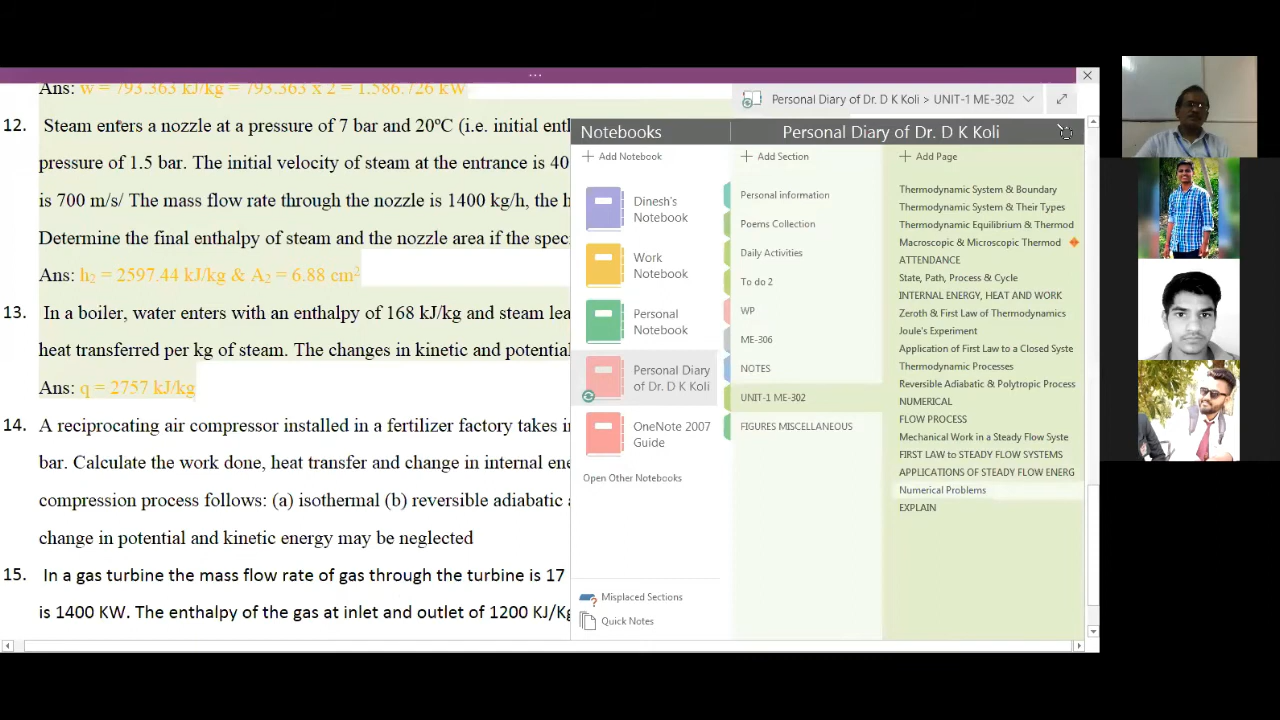 Ans: w = 793.363 kJ/kg = 793.363 x 2 = 1.586.726 kW
12. Steam enters a nozzle at a pressure of 7 bar and 20ºC (i.e. initial enth
pressure of 1.5 bar. The initial velocity of steam at the entrance is 40
is 700 m/s/ The mass flow rate through the nozzle is 1400 kg/h, the h
Determine the final enthalpy of steam and the nozzle area if the speci
Ans: h2 = 2597.44 kJ/kg & A2 = 6.88 cm2
13. In a boiler, water enters with an enthalpy of 168 kJ/kg and steam lea
heat transferred per kg of steam. The changes in kinetic and potential
Ans: q = 2757 kJ/kg
14. A reciprocating air compressor installed in a fertilizer factory takes in
bar. Calculate the work done, heat transfer and change in internal ene
compression process follows: (a) isothermal (b) reversible adiabatic a
change in potential and kinetic energy may be neglected
15. In a gas turbine the mass flow rate of gas through the turbine is 17
is 1400 KW. The enthalpy of the gas at inlet and outlet of 1200 KJ/Kg
Personal Diary of Dr. D K Koli > UNIT-1 ME-302
Notebooks
Personal Diary of Dr. D K Koli
Add Notebook
Dinesh's
Notebook
Work
Notebook
Personal
Notebook
Personal Diary
of Dr. D K Koli
OneNote 2007
Guide
Open Other Notebooks
Misplaced Sections
Quick Notes
Add Section
Personal information
Poems Collection
Daily Activities
To do 2
WP
ME-306
NOTES
UNIT-1 ME-302
FIGURES MISCELLANEOUS
Add Page
Thermodynamic System & Boundary
Thermodynamic System & Their Types
Thermodynamic Equilibrium & Thermod
Macroscopic & Microscopic Thermod
ATTENDANCE
State, Path, Process & Cycle
INTERNAL ENERGY, HEAT AND WORK
Zeroth & First Law of Thermodynamics
Joule's Experiment
Application of First Law to a Closed Syste
Thermodynamic Processes
Reversible Adiabatic & Polytropic Process
NUMERICAL
FLOW PROCESS
Mechanical Work in a Steady Flow Syste
FIRST LAW to STEADY FLOW SYSTEMS
APPLICATIONS OF STEADY FLOW ENERG
Numerical Problems
EXPLAIN